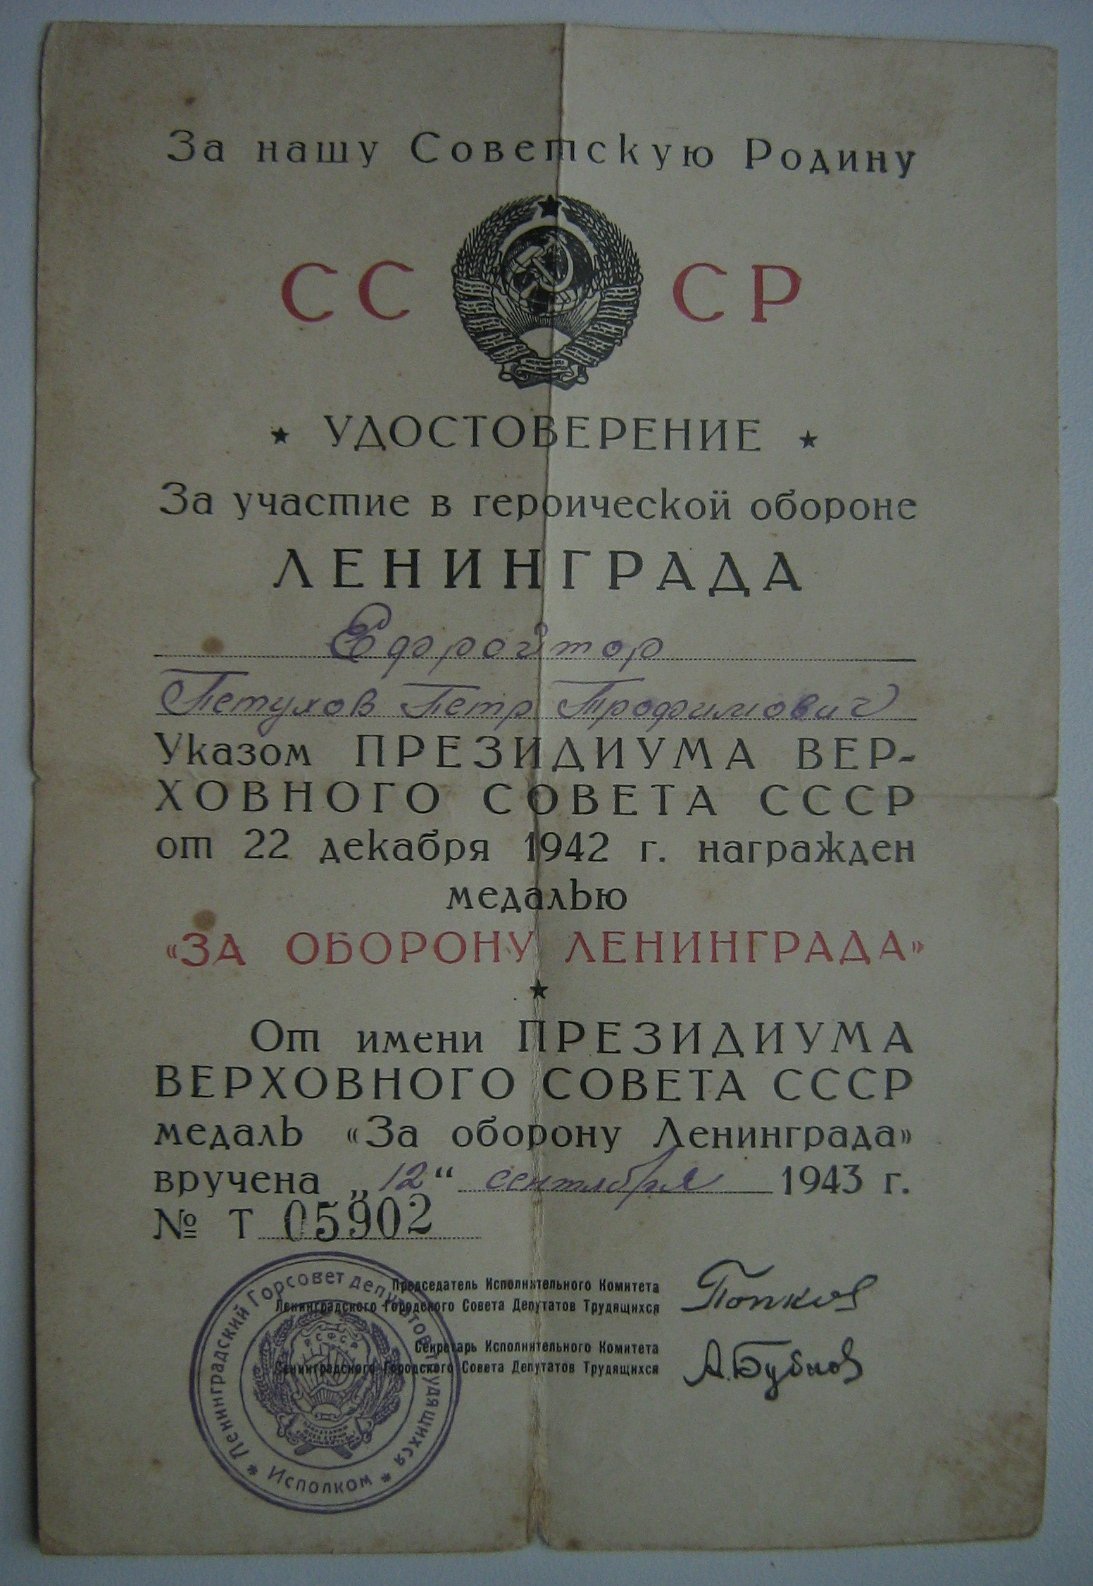 За нашу Советскую Родину
СС СР
УДОСТОВЕРЕНИЕ
За участие в героической обороне
ЛЕНИНГРАДА
Ефрейтор
Петухов Петр Трофимович
Указом ПРЕЗИДИУМА ВЕР-
ХОВНОГО СОВЕТА СССР
от 22 декабря 1942 г. награжден
медалью
«ЗА ОБОРОНУ ЛЕНИНГРАДА»
От имени ПРЕЗИДИУМА
ВЕРХОВНОГО СОВЕТА СССР
медаль «За оборону Ленинграда»
вручена „12“ сентября 1943 г.
№ Т 05902
Председатель Исполнительного Комитета
Ленинградского Городского Совета Депутатов Трудящихся
Попков
Секретарь Исполнительного Комитета
Ленинградского Городского Совета Депутатов Трудящихся
А. Бубнов
Ленинградский Горсовет депутатов трудящихся
* Исполком *
РСФСР